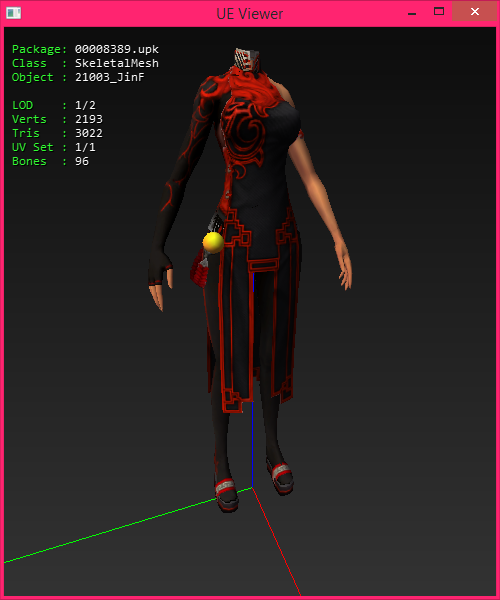 UE Viewer
Package: 00008389.upk
Class  : SkeletalMesh
Object : 21003_JinF
LOD    : 1/2
Verts  : 2193
Tris   : 3022
UV Set : 1/1
Bones  : 96